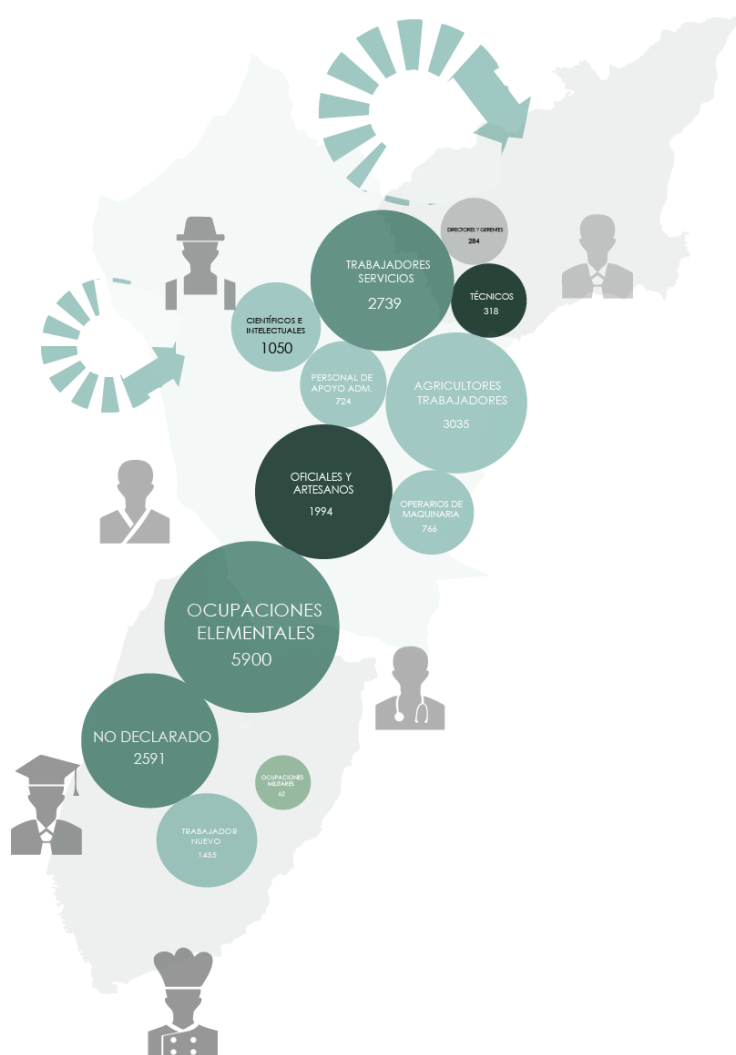 DIRECTORES Y GERENTES
284
TRABAJADORES
SERVICIOS
2739
TÉCNICOS
318
CIENTÍFICOS E
INTELECTUALES
1050
PERSONAL DE
APOYO ADM.
724
AGRICULTORES
TRABAJADORES
3035
OFICIALES Y
ARTESANOS
1994
OPERARIOS DE
MAQUINARIA
766
OCUPACIONES
ELEMENTALES
5900
NO DECLARADO
2591
OCUPACIONES
MILITARES
62
TRABAJADOR
NUEVO
1455